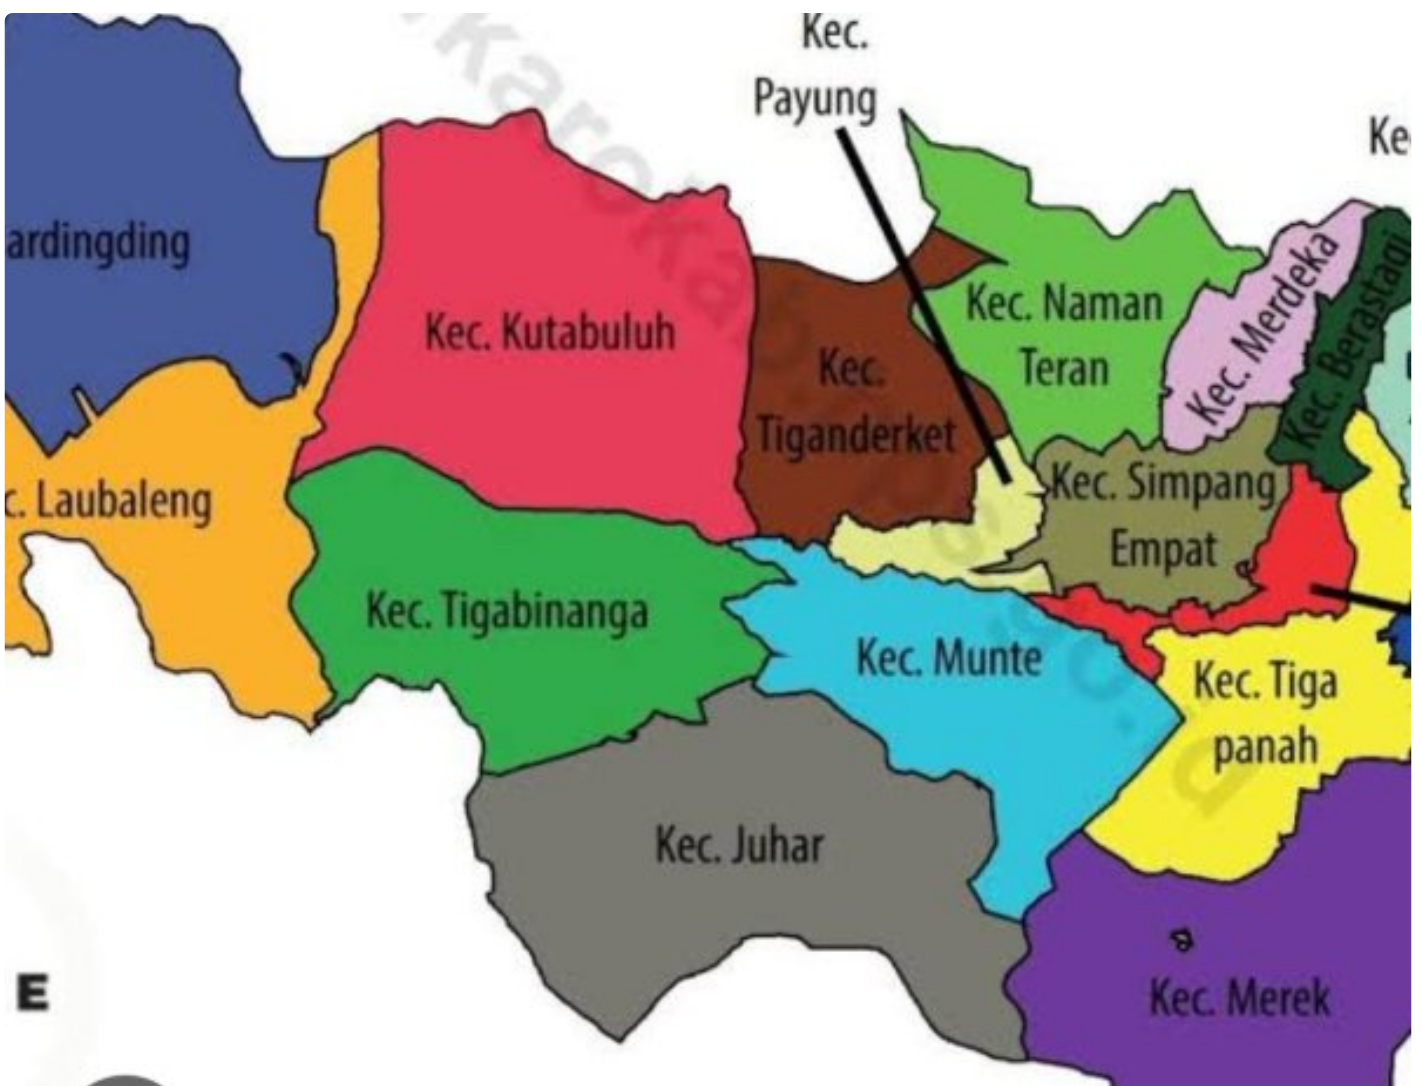 Kec.
Payung
Ke
ardingding
Kec. Kutabuluh
Kec. Naman
Teran
Kec. Merdeka
Kec. Berastagi
Kec.
Tiganderket
c. Laubaleng
Kec. Simpang
Empat
Kec. Tigabinanga
Kec. Munte
Kec. Tiga
panah
Kec. Juhar
Kec. Merek
E